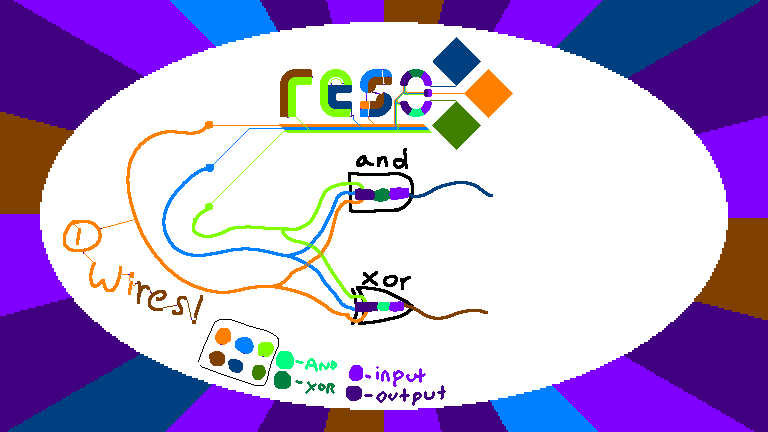 reso
and
xor
1
Wires!
-AND
-XOR
-input
-output